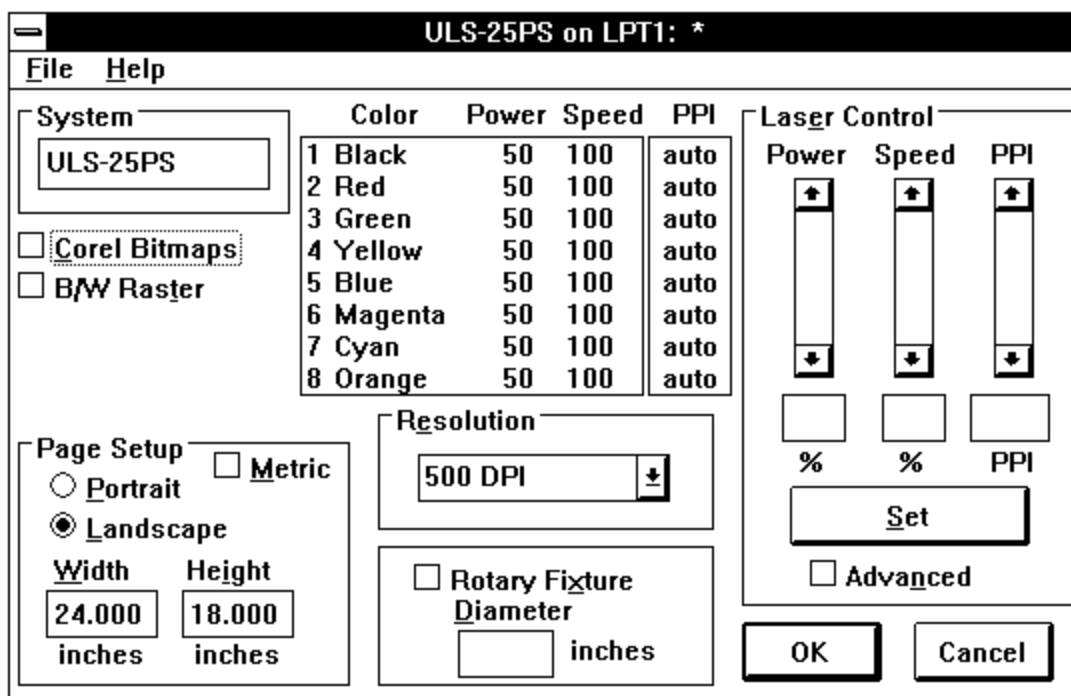 ULS-25PS on LPT1: *
File Help
System
ULS-25PS
Corel Bitmaps
B/W Raster
Color Power Speed PPI
1 Black 50 100 auto
2 Red 50 100 auto
3 Green 50 100 auto
4 Yellow 50 100 auto
5 Blue 50 100 auto
6 Magenta 50 100 auto
7 Cyan 50 100 auto
8 Orange 50 100 auto
Laser Control
Power Speed PPI
% % PPI
Set
Advanced
Page Setup
Metric
Portrait
Landscape
Width Height
24.000 18.000
inches inches
Resolution
500 DPI
Rotary Fixture
Diameter
inches
OK Cancel